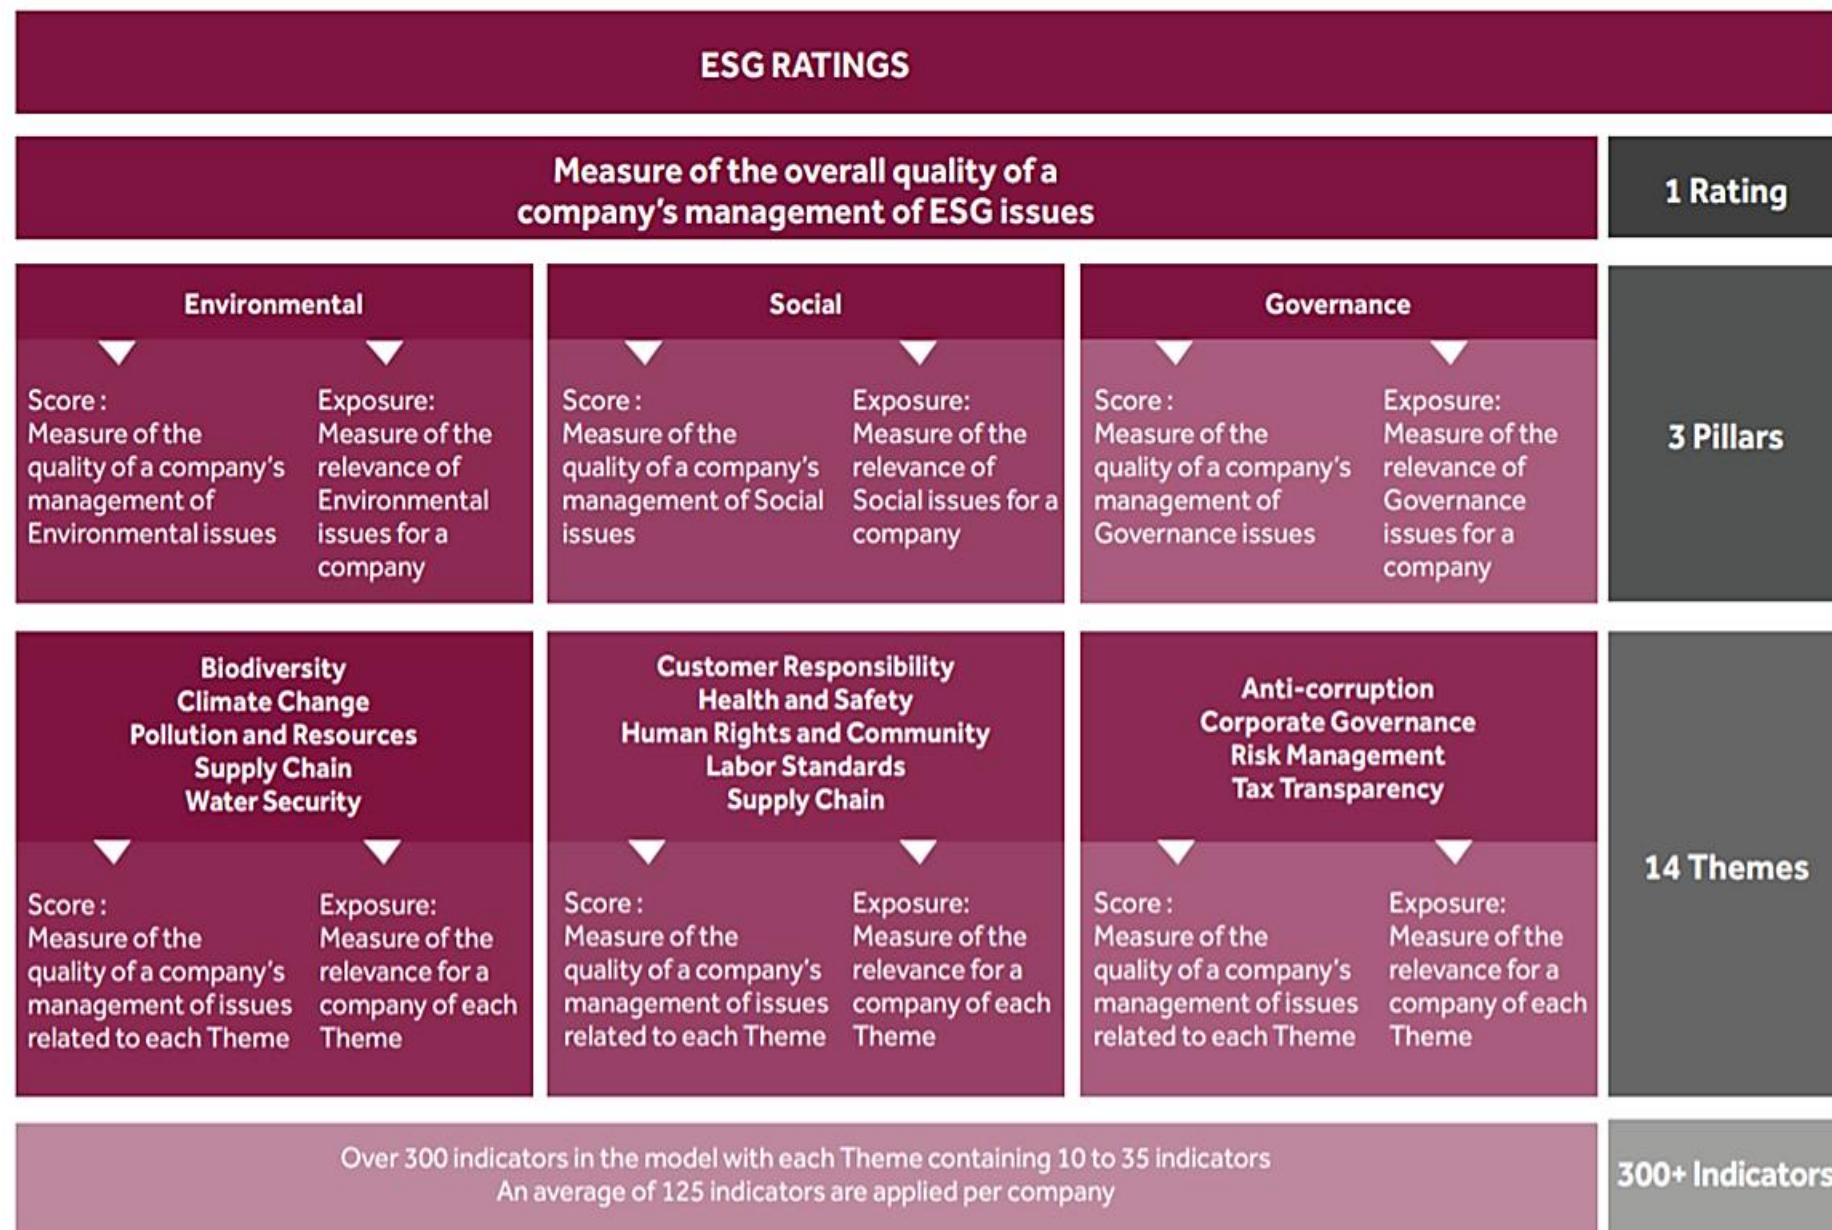 ESG RATINGS
Measure of the overall quality of a
company's management of ESG issues
1 Rating
Environmental
Score :
Measure of the
quality of a company's
management of
Environmental issues
Exposure:
Measure of the
relevance of
Environmental
issues for a
company
Social
Score :
Measure of the
quality of a company's
management of Social
issues
Exposure:
Measure of the
relevance of
Social issues for a
company
Governance
Score :
Measure of the
quality of a company's
management of
Governance issues
Exposure:
Measure of the
relevance of
Governance
issues for a
company
3 Pillars
Biodiversity
Climate Change
Pollution and Resources
Supply Chain
Water Security
Score :
Measure of the
quality of a company's
management of issues
related to each Theme
Exposure:
Measure of the
relevance for a
company of each
Theme
Customer Responsibility
Health and Safety
Human Rights and Community
Labor Standards
Supply Chain
Score :
Measure of the
quality of a company's
management of issues
related to each Theme
Exposure:
Measure of the
relevance for a
company of each
Theme
Anti-corruption
Corporate Governance
Risk Management
Tax Transparency
Score :
Measure of the
quality of a company's
management of issues
related to each Theme
Exposure:
Measure of the
relevance for a
company of each
Theme
14 Themes
Over 300 indicators in the model with each Theme containing 10 to 35 indicators
An average of 125 indicators are applied per company
300+ Indicators